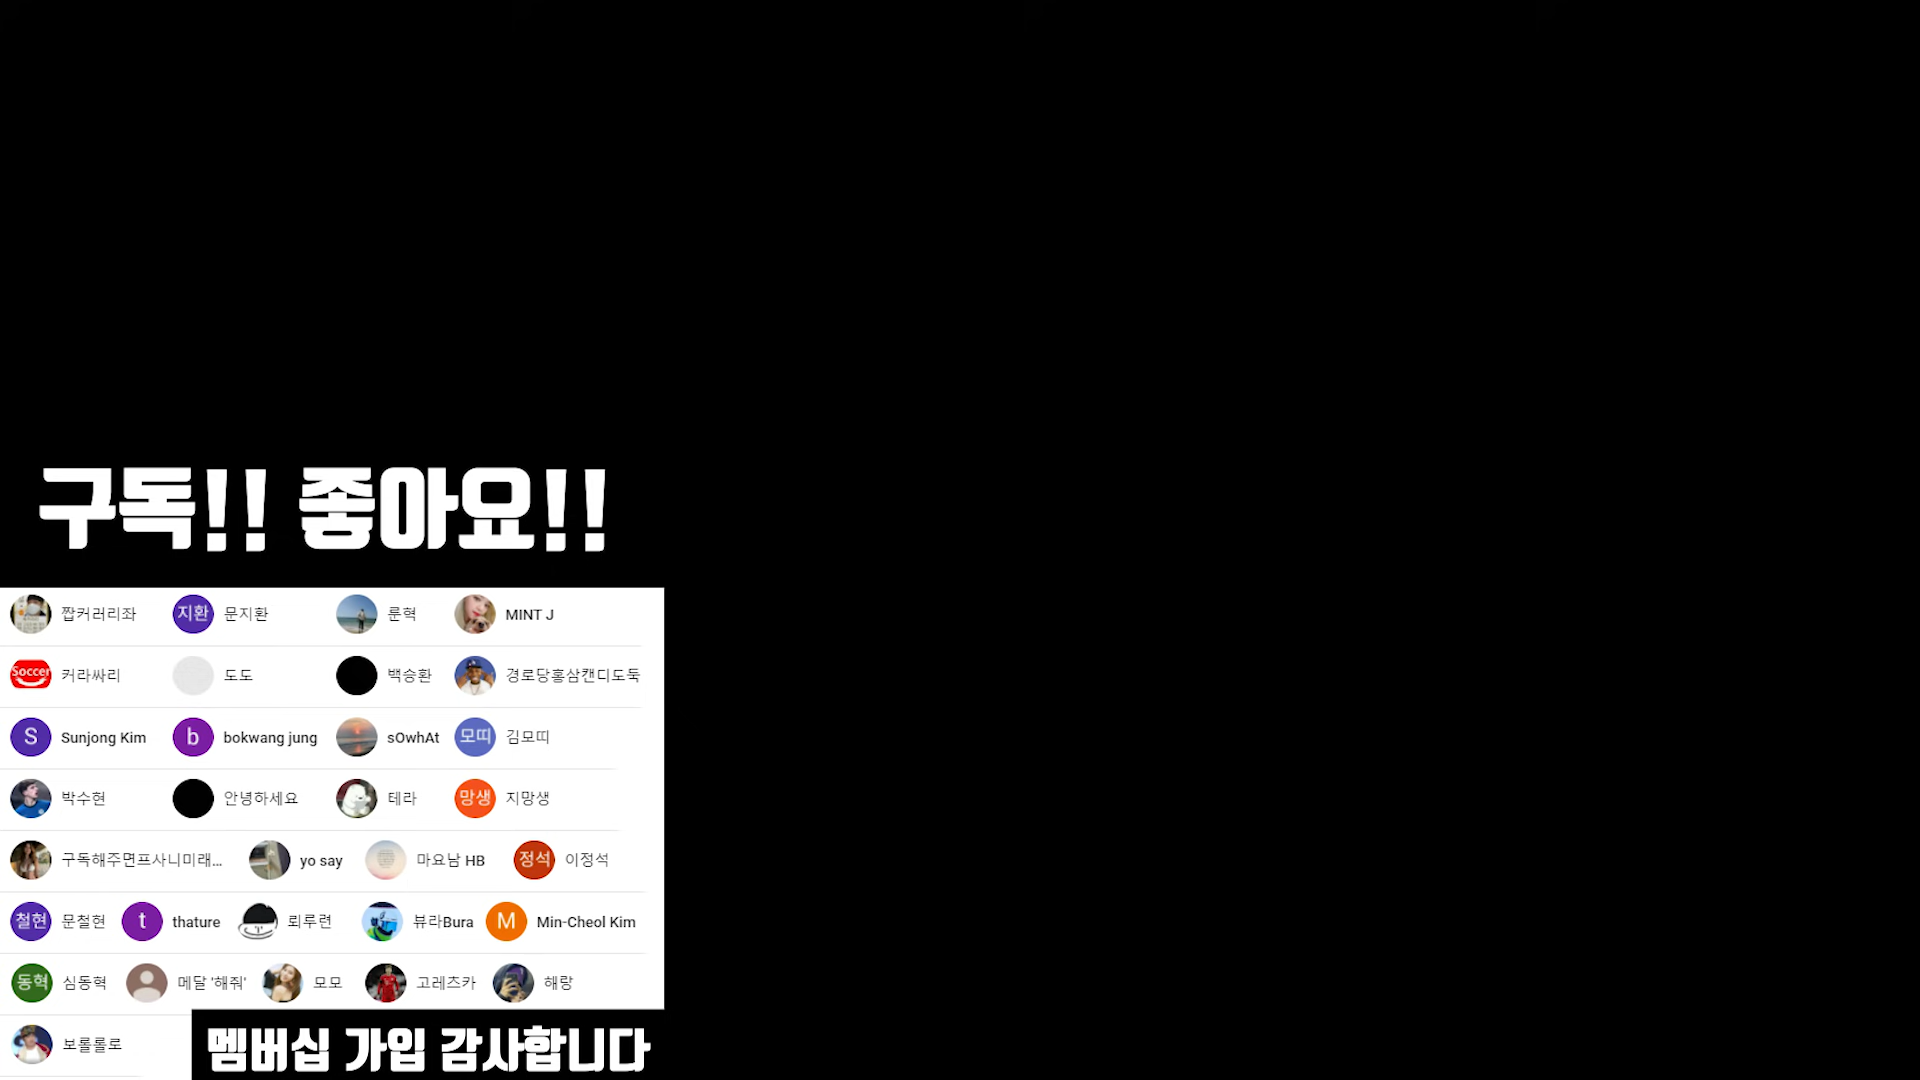 구독!! 좋아요!!
짭커러리좌 지환 문지환 룬혁 MINT J
Soccer 커라싸리 도도 백승환 경로당홍삼캔디도둑
S Sunjong Kim b bokwang jung sOwhAt 모띠 김모띠
박수현 안녕하세요 테라 망생 지망생
구독해주면프사니미래... yo say 마요남 HB 정석 이정석
철현 문철현 t thature 뢰루련 뷰라Bura M Min-Cheol Kim
동혁 심동혁 메달 '해줘' 모모 고레츠카 해랑
보롤롤로
멤버십 가입 감사합니다